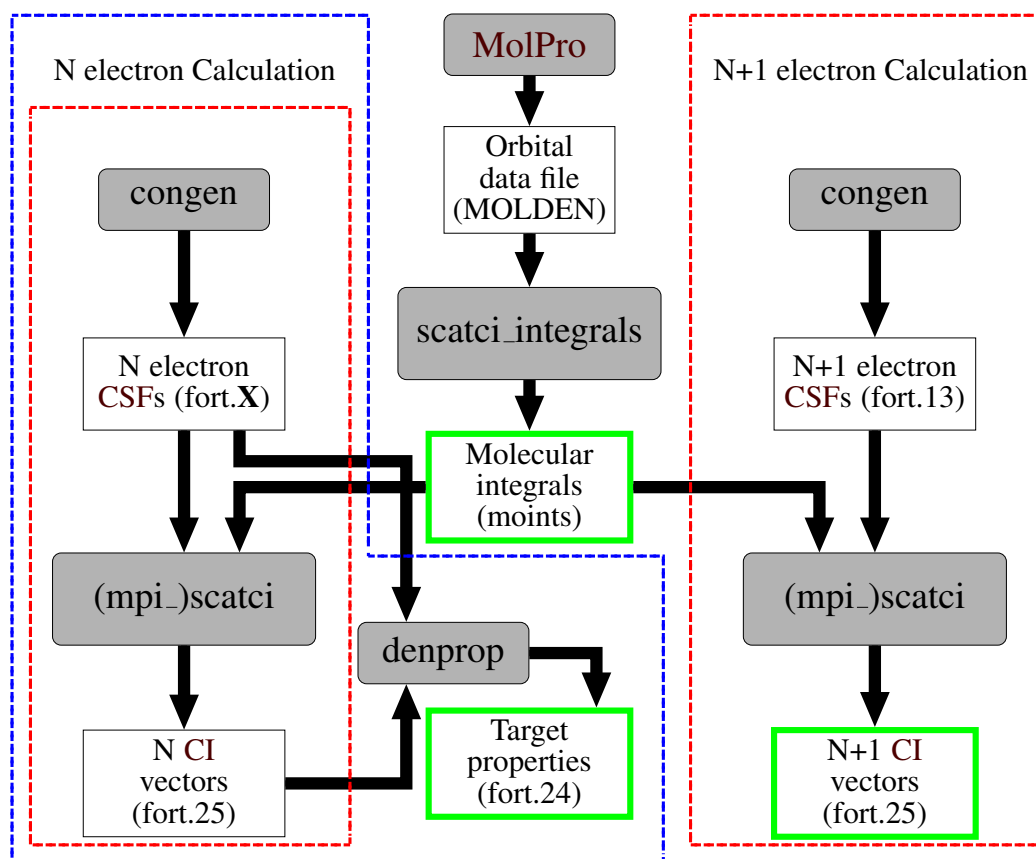 N electron Calculation
congen
N electron
CSFs (fort.X)
(mpi_)scatci
N CI
vectors
(fort.25)
MolPro
Orbital
data file
(MOLDEN)
scatci_integrals
Molecular
integrals
(moints)
denprop
Target
properties
(fort.24)
N+1 electron Calculation
congen
N+1 electron
CSFs (fort.13)
(mpi_)scatci
N+1 CI
vectors
(fort.25)